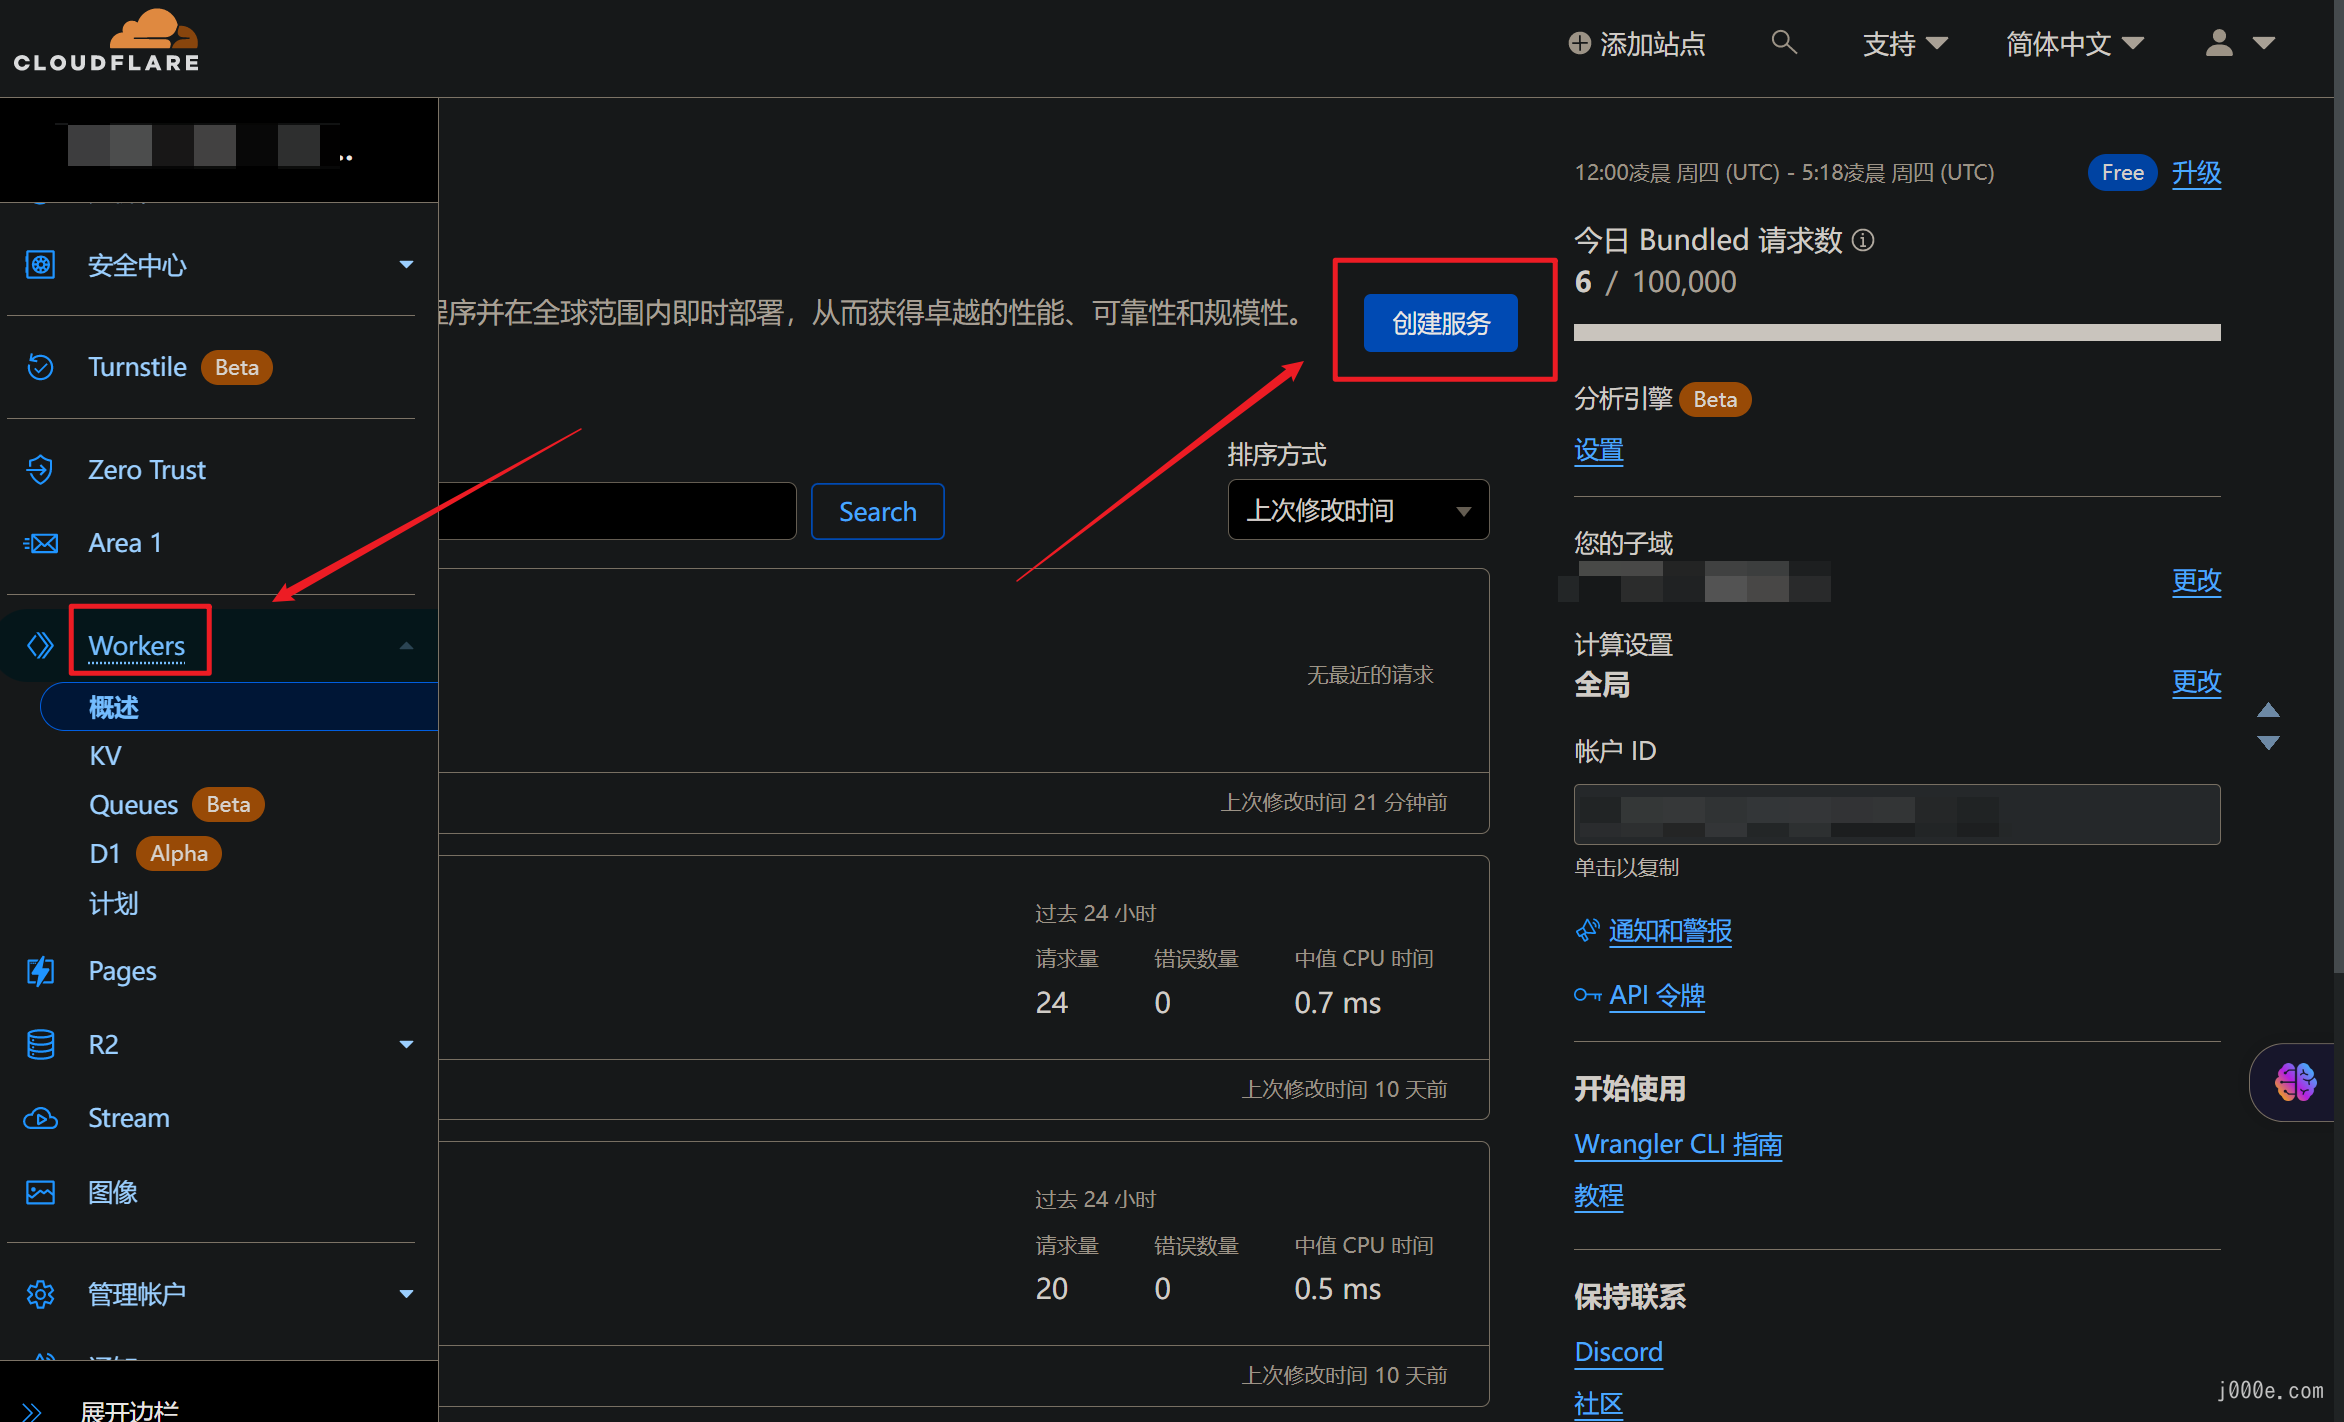 CLOUDFLARE
添加站点
支持
简体中文
..
安全中心
Turnstile Beta
Zero Trust
Area 1
Workers
概述
KV
Queues Beta
D1 Alpha
计划
Pages
R2
Stream
图像
管理帐户
展开边栏
程序并在全球范围内即时部署，从而获得卓越的性能、可靠性和规模性。
创建服务
排序方式
Search
上次修改时间
无最近的请求
上次修改时间 21 分钟前
过去 24 小时
请求量 错误数量 中值 CPU 时间
24 0 0.7 ms
上次修改时间 10 天前
过去 24 小时
请求量 错误数量 中值 CPU 时间
20 0 0.5 ms
上次修改时间 10 天前
12:00凌晨 周四 (UTC) - 5:18凌晨 周四 (UTC)
Free 升级
今日 Bundled 请求数
6 / 100,000
分析引擎 Beta
设置
您的子域
更改
计算设置
全局
更改
帐户 ID
单击以复制
通知和警报
API 令牌
开始使用
Wrangler CLI 指南
教程
保持联系
Discord
社区
j000e.com